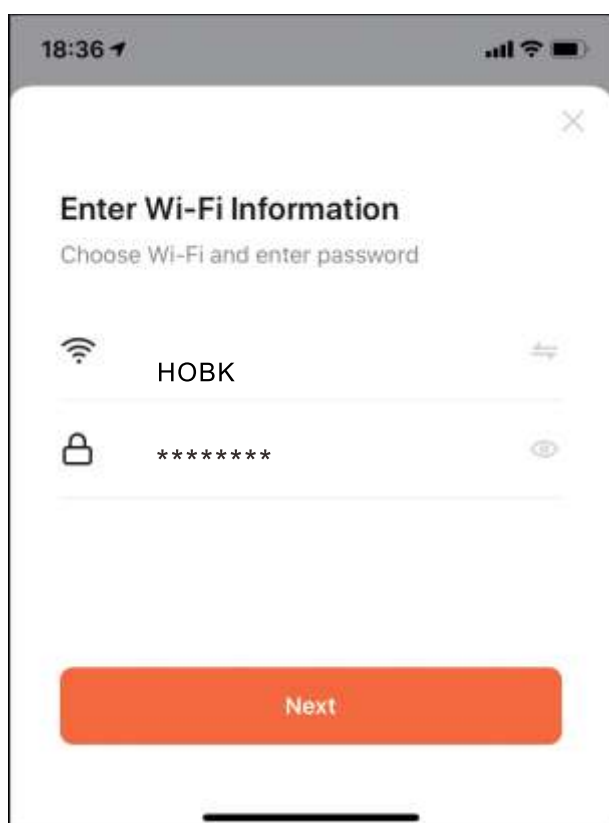 18:36
Enter Wi-Fi Information
Choose Wi-Fi and enter password
HOBK
********
Next